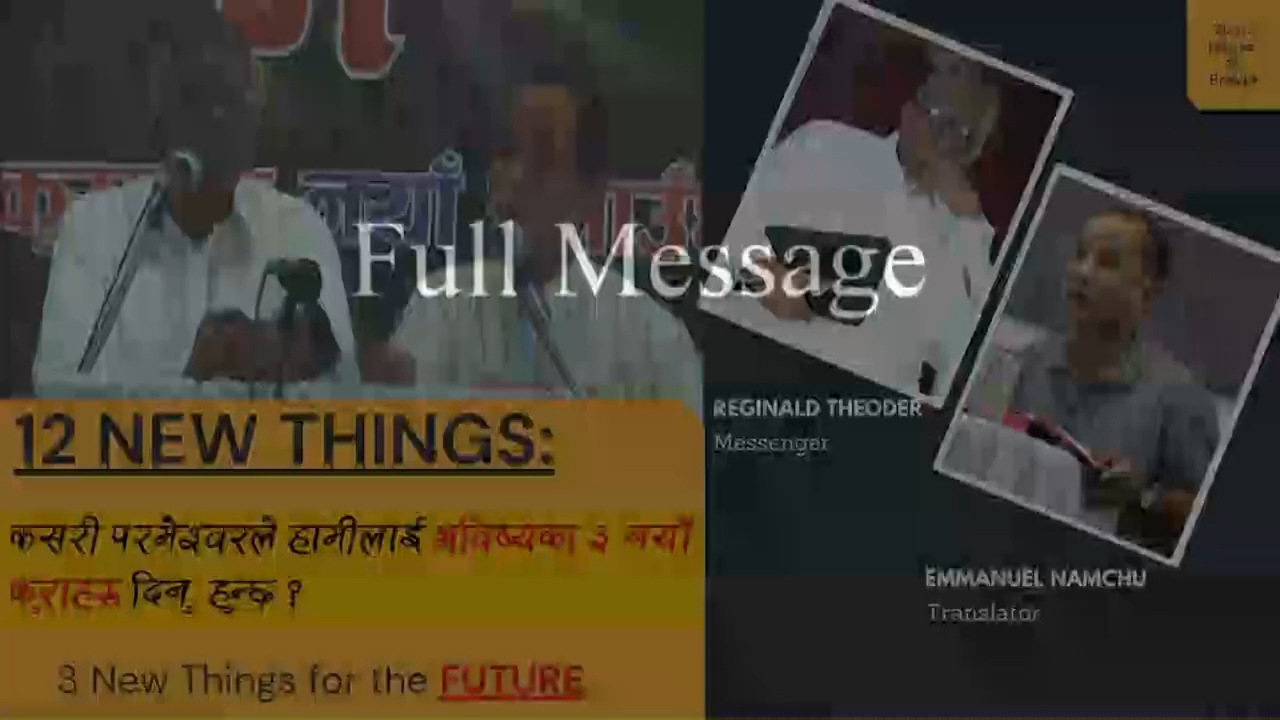 Full Message
REGINALD THEODER
Messenger
EMMANUEL NAMCHU
Translator
12 NEW THINGS:
कसरी परमेश्वरले हामीलाई भविष्यका ३ नयाँ
कुराहरू दिनु हुन्छ ?
3 New Things for the FUTURE